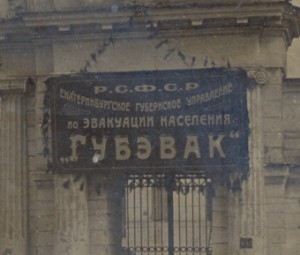 Р.С.Ф.С.Р
ЕКАТЕРИНБУРГСКОЕ ГУБЕРНСКОЕ УПРАВЛЕНИЕ
по ЭВАКУАЦИИ НАСЕЛЕНИЯ
"ГУБЭВАК"